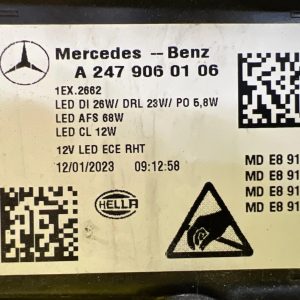 Mercedes -- Benz
A 247 906 01 06
1EX.2662
LED DI 26W/ DRL 23W// PO 5,8W
LED AFS 68W
LED CL 12W
12V LED ECE RHT
12/01/2023 09:12:58
HELLA
MD E8 91
MD E8 91
MD E8 91
MD E8 91